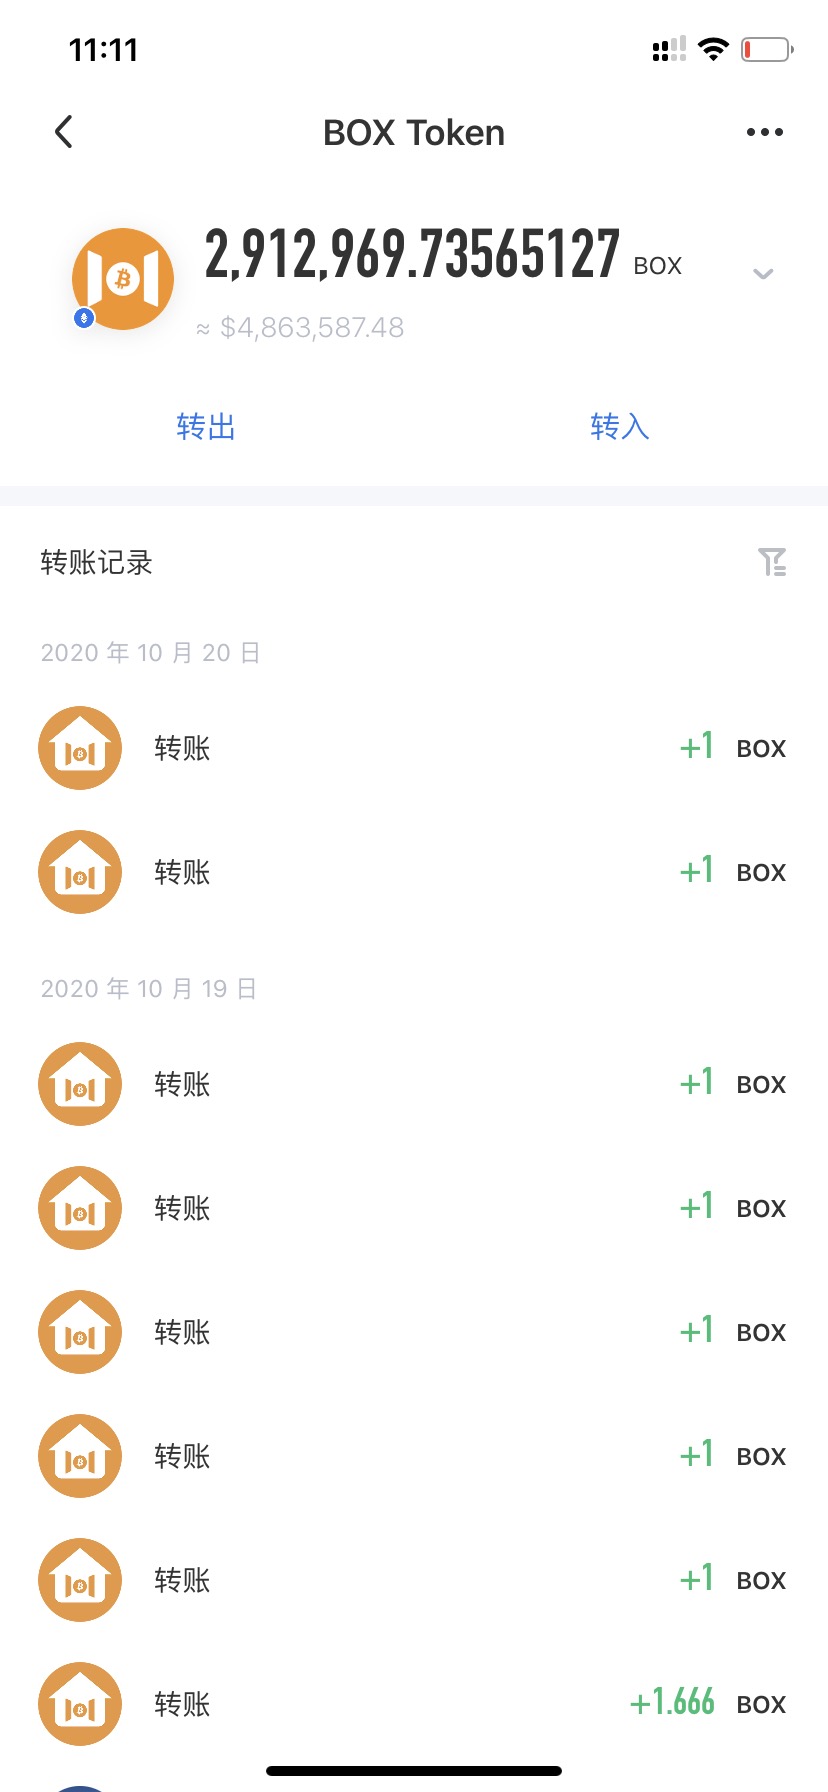 11:11
BOX Token
2,912,969.73565127 BOX
≈ $4,863,587.48
转出 转入
转账记录
2020 年 10 月 20 日
转账 +1 BOX
转账 +1 BOX
2020 年 10 月 19 日
转账 +1 BOX
转账 +1 BOX
转账 +1 BOX
转账 +1 BOX
转账 +1 BOX
转账 +1.666 BOX